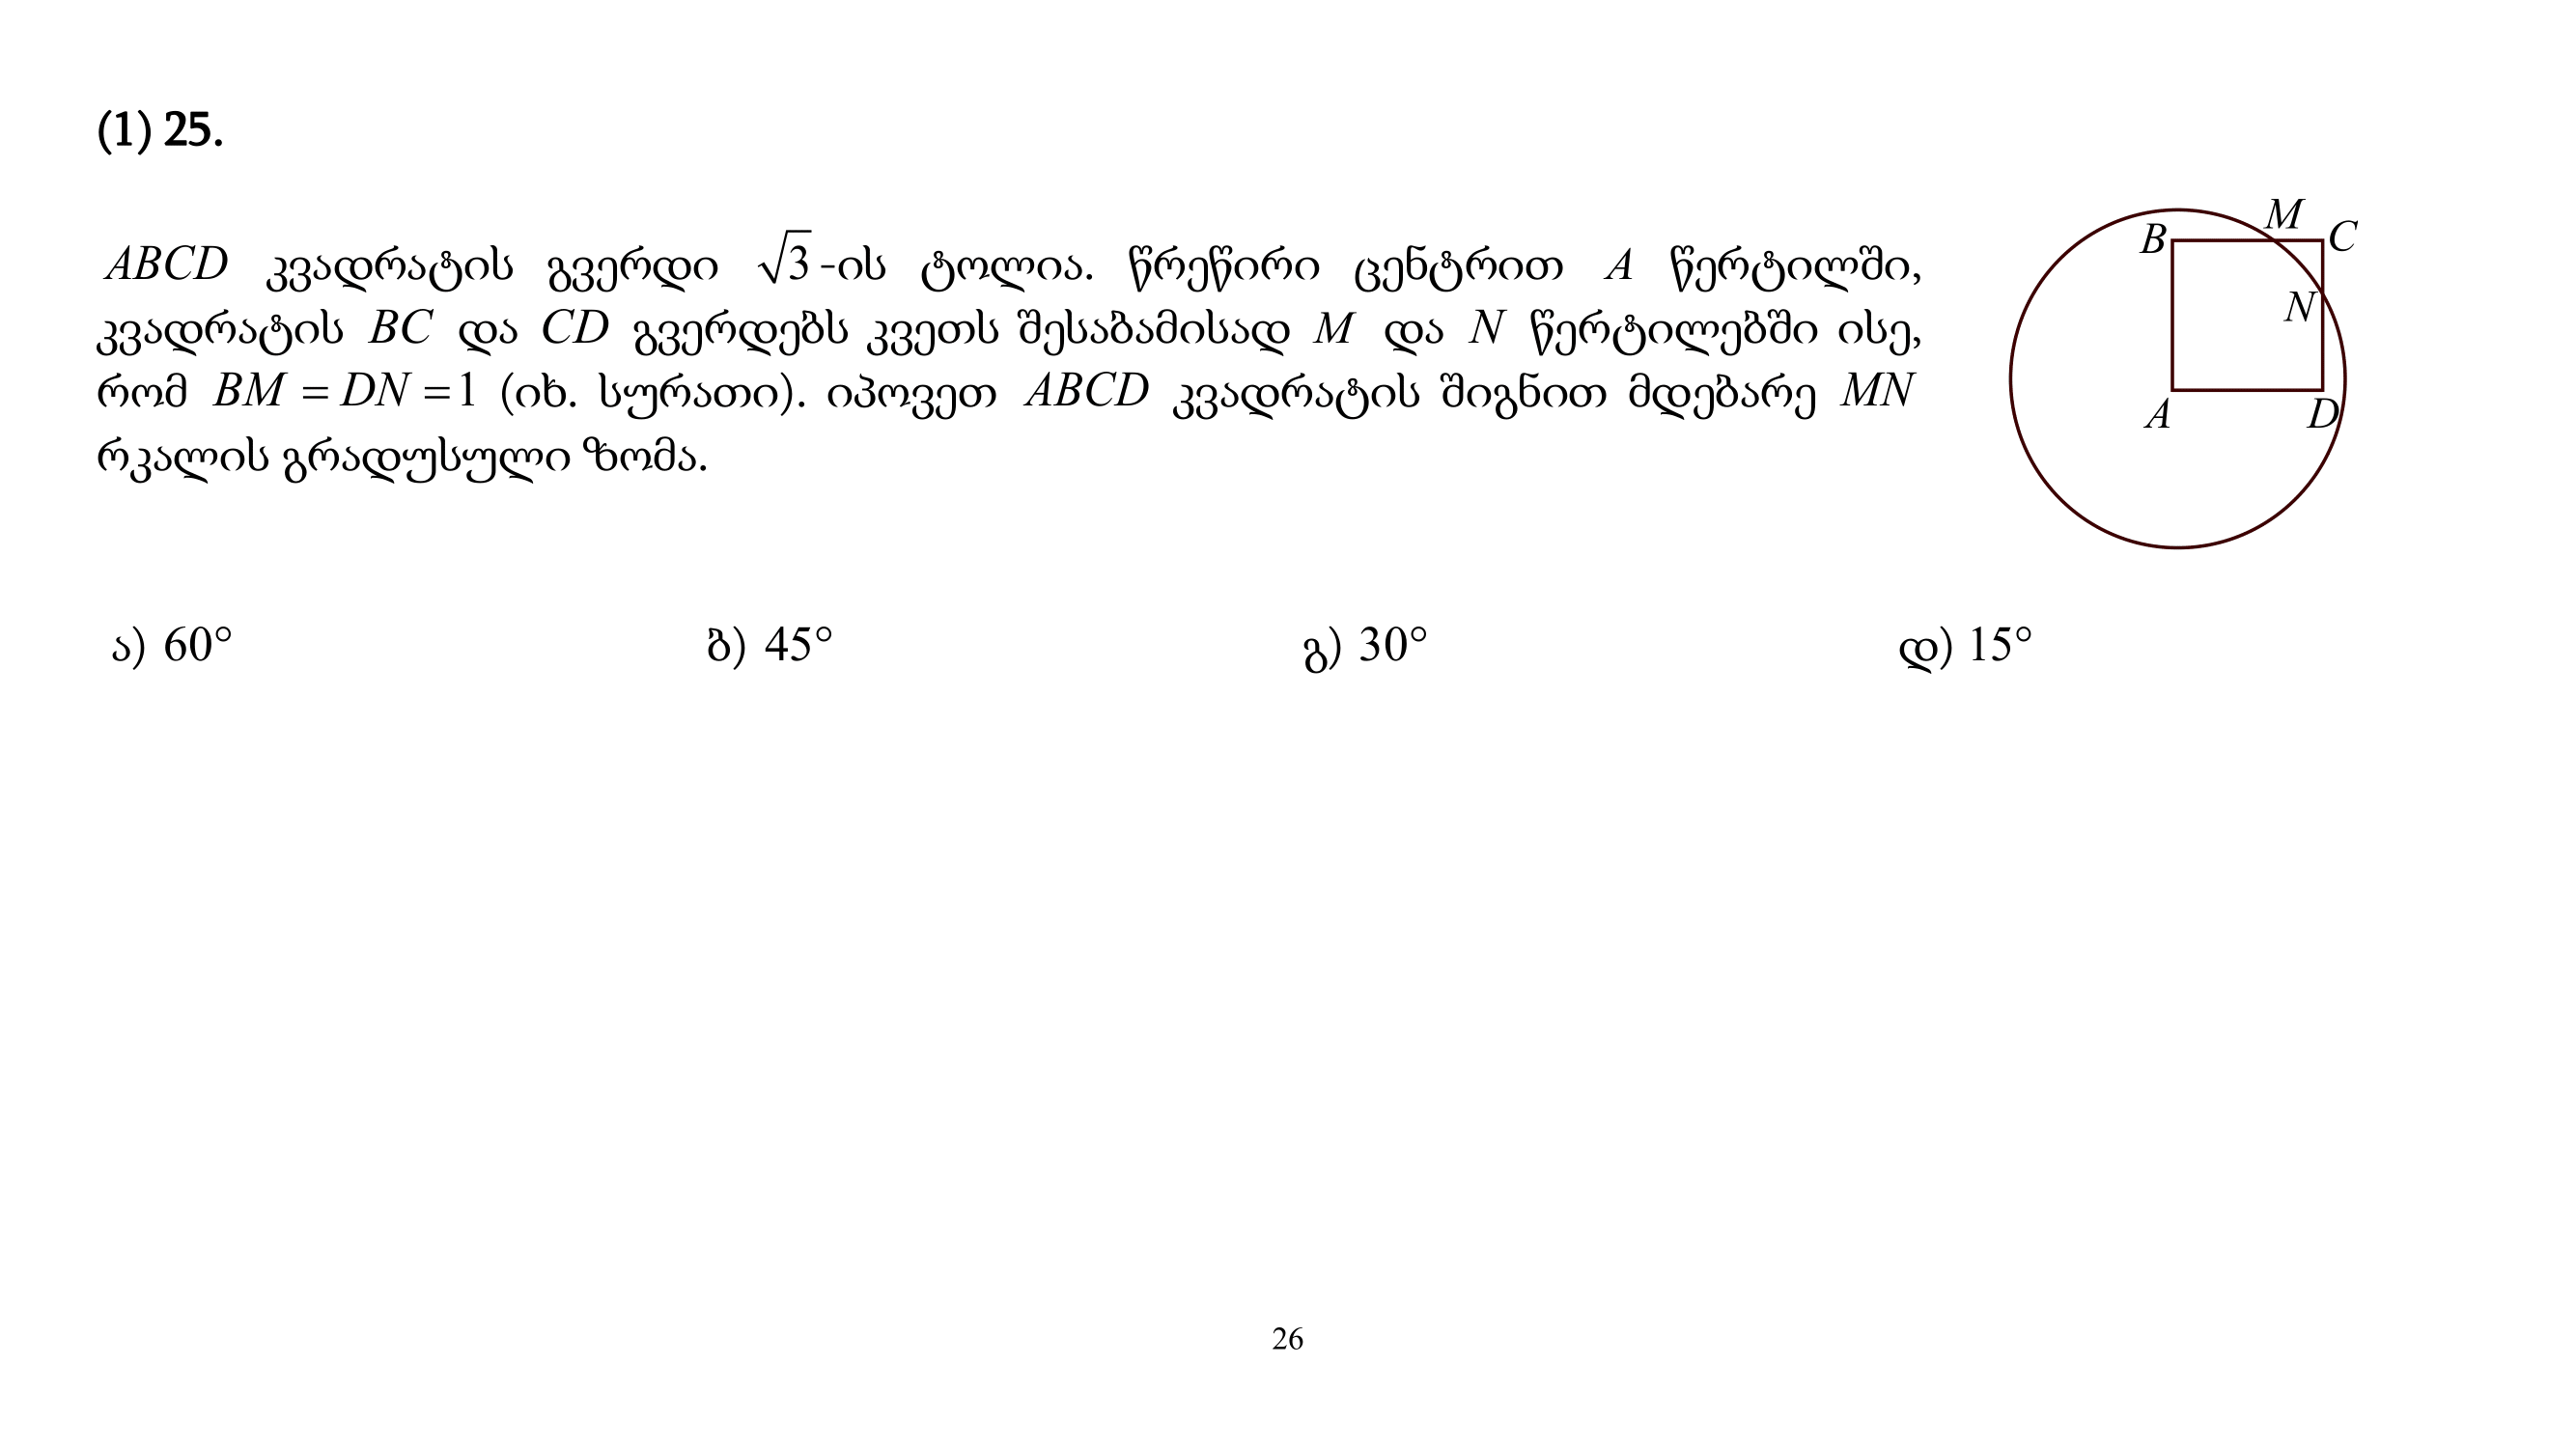 (1) 25.
ABCD კვადრატის გვერდი √3-ის ტოლია. წრეწირი ცენტრით A წერტილში,
კვადრატის BC და CD გვერდებს კვეთს შესაბამისად M და N წერტილებში ისე,
რომ BM = DN = 1 (იხ. სურათი). იპოვეთ ABCD კვადრატის შიგნით მდებარე MN
რკალის გრადუსული ზომა.
M
B
C
N
A
D
ა) 60° ბ) 45° გ) 30° დ) 15°
26